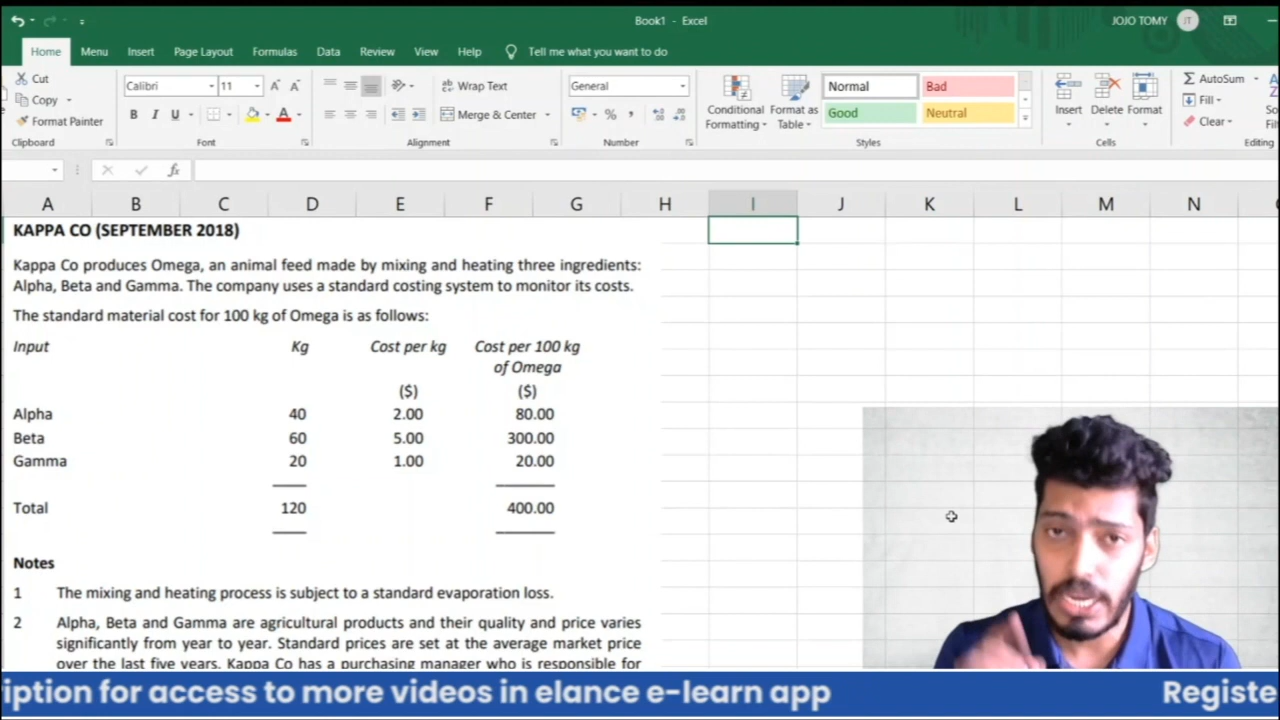 Book1 - Excel
JOJO TOMY
JT
Home Menu Insert Page Layout Formulas Data Review View Help Tell me what you want to do
Cut
Copy
Format Painter
Clipboard
Calibri 11
B I U
Font
Wrap Text
Merge & Center
Alignment
General
Number
Conditional
Formatting
Format as
Table
Normal Bad
Good Neutral
Styles
Insert Delete Format
Cells
AutoSum
Fill
Clear
Editing
fx
A B C D E F G H I J K L M N
KAPPA CO (SEPTEMBER 2018)
Kappa Co produces Omega, an animal feed made by mixing and heating three ingredients:
Alpha, Beta and Gamma. The company uses a standard costing system to monitor its costs.
The standard material cost for 100 kg of Omega is as follows:
Input Kg Cost per kg Cost per 100 kg
of Omega
($) ($)
Alpha 40 2.00 80.00
Beta 60 5.00 300.00
Gamma 20 1.00 20.00
Total 120 400.00
Notes
1 The mixing and heating process is subject to a standard evaporation loss.
2 Alpha, Beta and Gamma are agricultural products and their quality and price varies
significantly from year to year. Standard prices are set at the average market price
over the last five years. Kappa Co has a purchasing manager who is responsible for
ription for access to more videos in elance e-learn app Registe